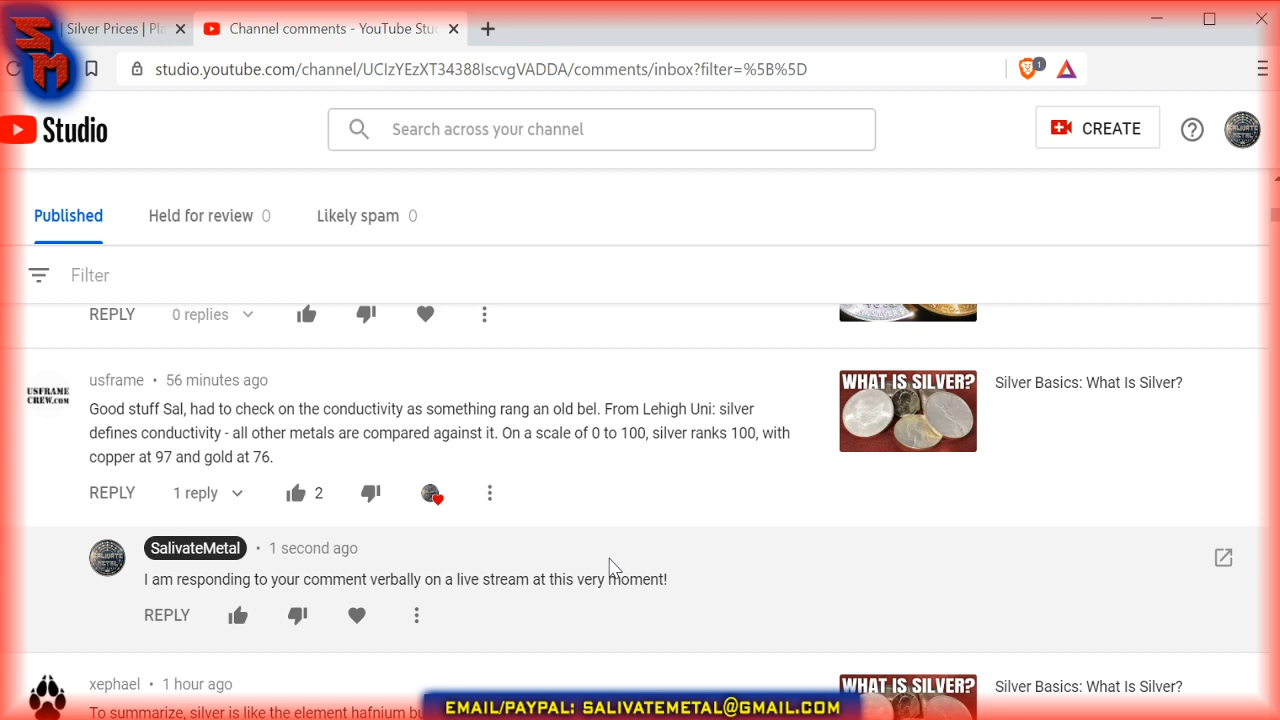 SM
| Silver Prices | Pla
Channel comments - YouTube Stu
studio.youtube.com/channel/UClzYEzXT34388IscvgVADDA/comments/inbox?filter=%5B%5D
1
Studio
Search across your channel
CREATE
Published
Held for review 0
Likely spam 0
Filter
REPLY 0 replies
usframe • 56 minutes ago
USFRAME
CREW.COM
Good stuff Sal, had to check on the conductivity as something rang an old bel. From Lehigh Uni: silver
defines conductivity - all other metals are compared against it. On a scale of 0 to 100, silver ranks 100, with
copper at 97 and gold at 76.
REPLY 1 reply 2
WHAT IS SILVER?
Silver Basics: What Is Silver?
SalivateMetal • 1 second ago
I am responding to your comment verbally on a live stream at this very moment!
REPLY
xephael • 1 hour ago
To summarize, silver is like the element hafnium bu
WHAT IS SILVER?
Silver Basics: What Is Silver?
EMAIL/PAYPAL: SALIVATEMETAL@GMAIL.COM